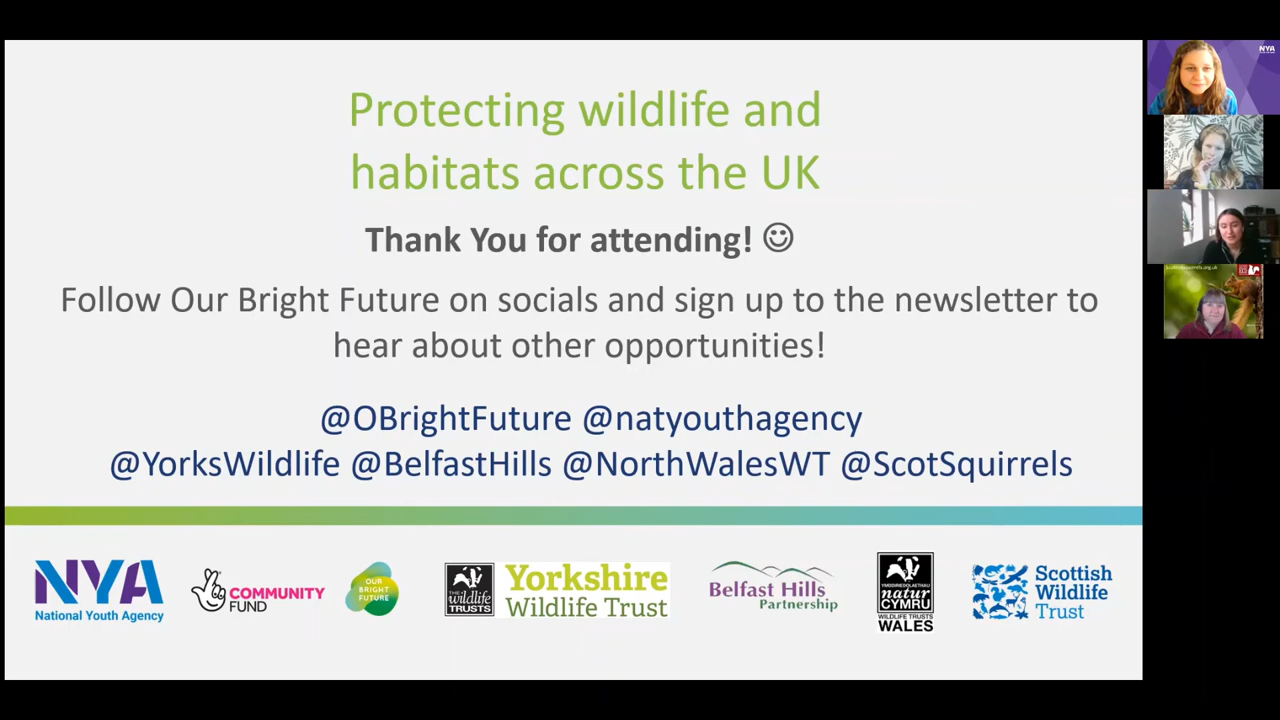 Protecting wildlife and
habitats across the UK
Thank You for attending! ☺
Follow Our Bright Future on socials and sign up to the newsletter to
hear about other opportunities!
@OBrightFuture @natyouthagency
@YorksWildlife @BelfastHills @NorthWalesWT @ScotSquirrels
NYA
National Youth Agency
COMMUNITY
FUND
OUR
BRIGHT
FUTURE
THE
wildlife
TRUSTS
Yorkshire
Wildlife Trust
Belfast Hills
Partnership
YMDDIRIEDOLAETHAU
natur
CYMRU
WILDLIFE TRUSTS
WALES
Scottish
Wildlife
Trust
NYA